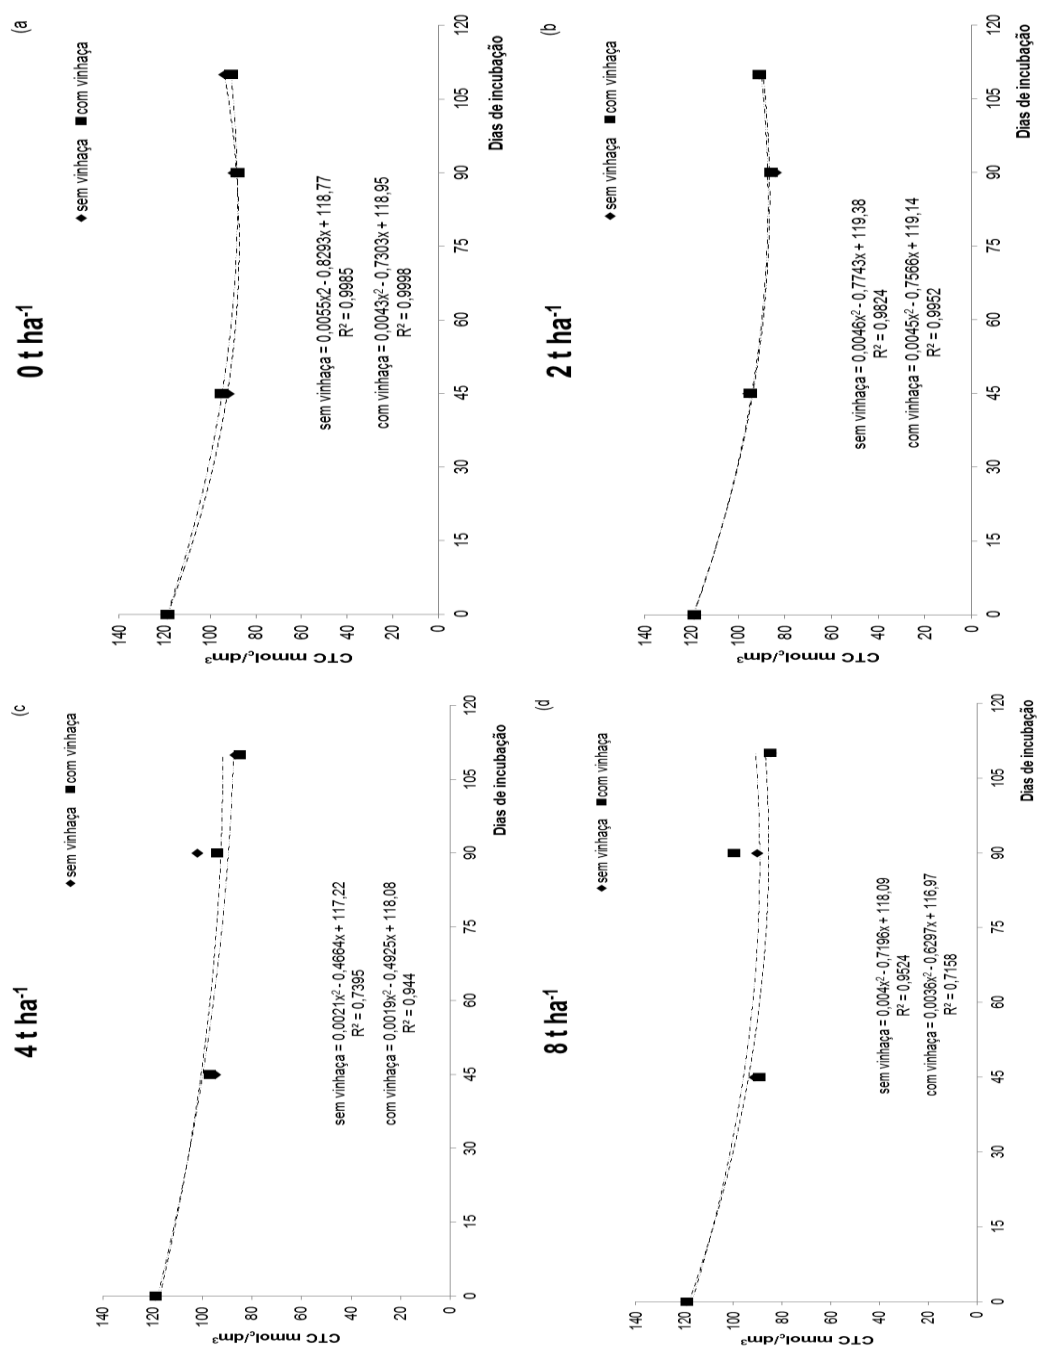 (a
0 t ha⁻¹
sem vinhaça com vinhaça
140
120
100
80
60
40
20
0
CTC mmolc/dm³
sem vinhaça = 0,0055x2 - 0,8293x + 118,77
R² = 0,9985
com vinhaça = 0,0043x² - 0,7303x + 118,95
R² = 0,9998
0 15 30 45 60 75 90 105 120
Dias de incubação
(b
2 t ha⁻¹
sem vinhaça com vinhaça
140
120
100
80
60
40
20
0
CTC mmolc/dm³
sem vinhaça = 0,0046x² - 0,7743x + 119,38
R² = 0,9824
com vinhaça = 0,0045x² - 0,7566x + 119,14
R² = 0,9952
0 15 30 45 60 75 90 105 120
Dias de incubação
(c
4 t ha⁻¹
sem vinhaça com vinhaça
140
120
100
80
60
40
20
0
CTC mmolc/dm³
sem vinhaça = 0,0021x² - 0,4664x + 117,22
R² = 0,7395
com vinhaça = 0,0019x² - 0,4925x + 118,08
R² = 0,944
0 15 30 45 60 75 90 105 120
Dias de incubação
(d
8 t ha⁻¹
sem vinhaça com vinhaça
140
120
100
80
60
40
20
0
CTC mmolc/dm³
sem vinhaça = 0,004x² - 0,7196x + 118,09
R² = 0,9524
com vinhaça = 0,0036x² - 0,6297x + 116,97
R² = 0,7158
0 15 30 45 60 75 90 105 120
Dias de incubação